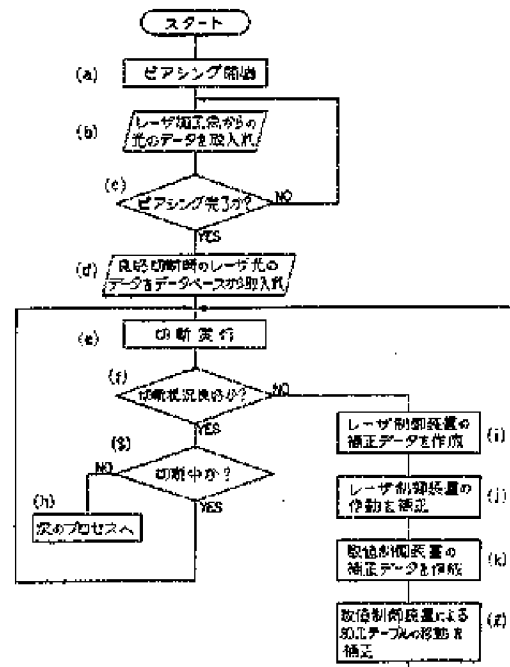 スタート
(a)
ピアシング開始
(b)
レーザ加工点からの
光のデータを取入れ
(c)
ピアシング完了か?
NO
YES
(d)
良好切断時のレーザ光の
データをデータベースから取入れ
(e)
切断実行
(f)
切断状況良好か?
NO
YES
(g)
切断中か?
NO
YES
(h)
次のプロセスへ
レーザ制御装置の
補正データを作成
(i)
レーザ制御装置の
作動を補正
(j)
数値制御装置の
補正データを作成
(k)
数値制御装置による
加工テーブルの移動を
補正
(ℓ)